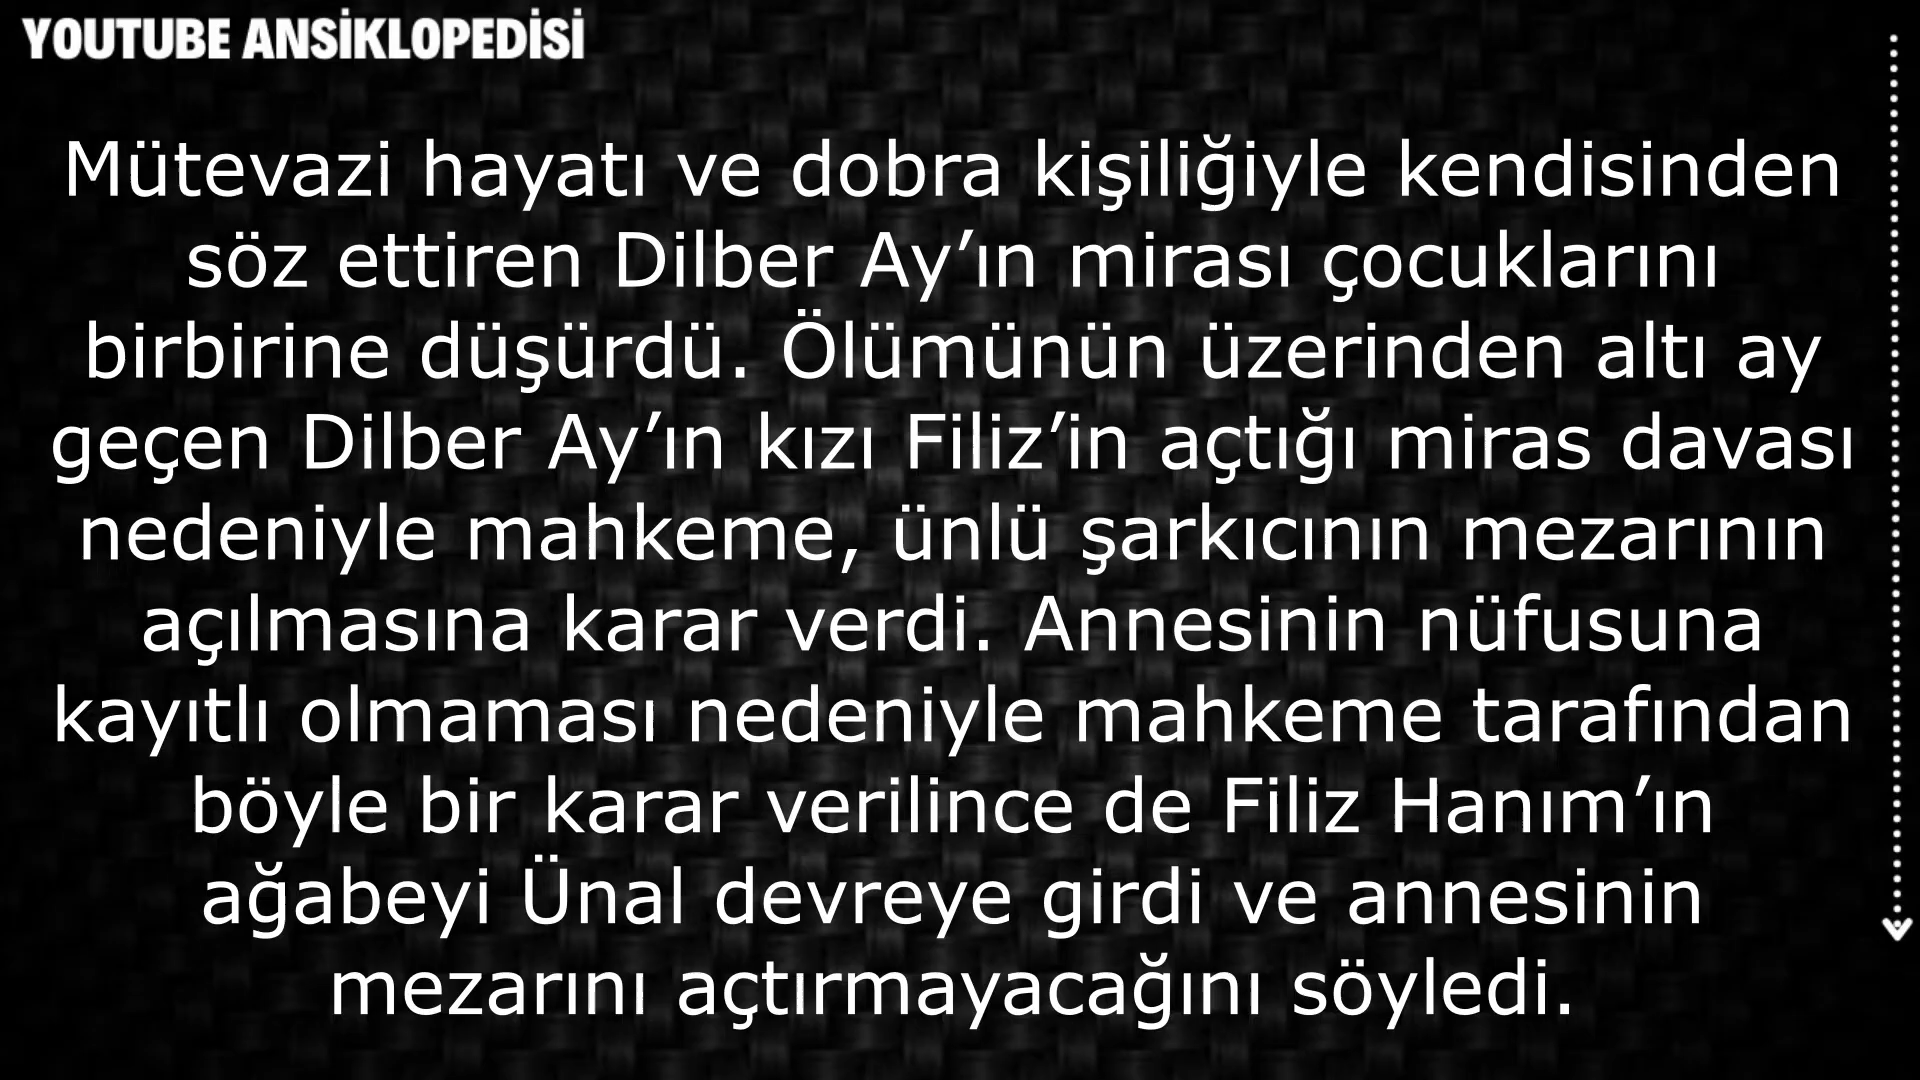 YOUTUBE ANSİKLOPEDİSİ
Mütevazi hayatı ve dobra kişiliğiyle kendisinden
söz ettiren Dilber Ay’ın mirası çocuklarını
birbirine düşürdü. Ölümünün üzerinden altı ay
geçen Dilber Ay’ın kızı Filiz’in açtığı miras davası
nedeniyle mahkeme, ünlü şarkıcının mezarının
açılmasına karar verdi. Annesinin nüfusuna
kayıtlı olmaması nedeniyle mahkeme tarafından
böyle bir karar verilince de Filiz Hanım’ın
ağabeyi Ünal devreye girdi ve annesinin
mezarını açtırmayacağını söyledi.